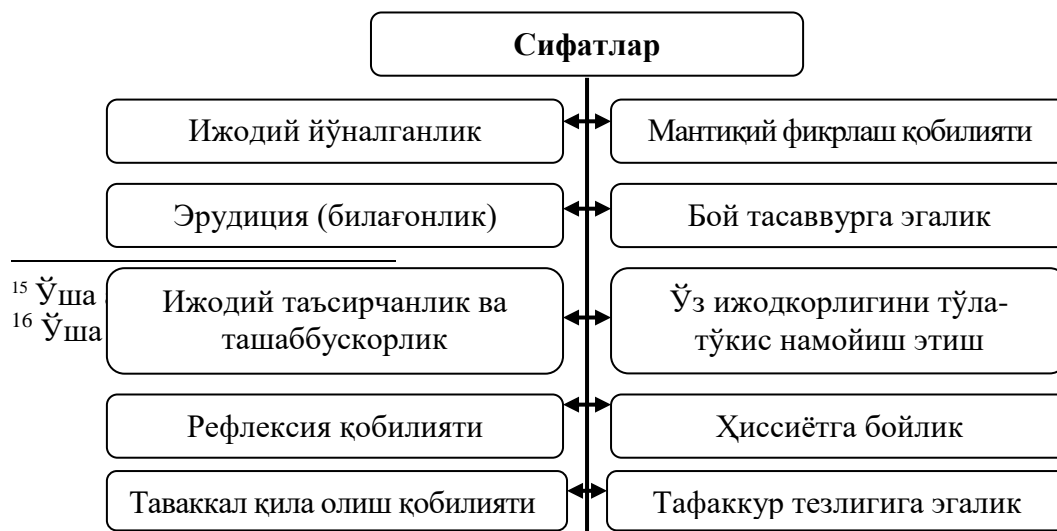 Сифатлар
Ижодий йўналганлик
Мантиқий фикрлаш қобилияти
Эрудиция (билағонлик)
Бой тасаввурга эгалик
Ижодий таъсирчанлик ва
ташаббускорлик
Ўз ижодкорлигини тўла-
тўкис намойиш этиш
Рефлексия қобилияти
Ҳиссиётга бойлик
Таваккал қила олиш қобилияти
Тафаккур тезлигига эгалик
15 Ўша
16 Ўша